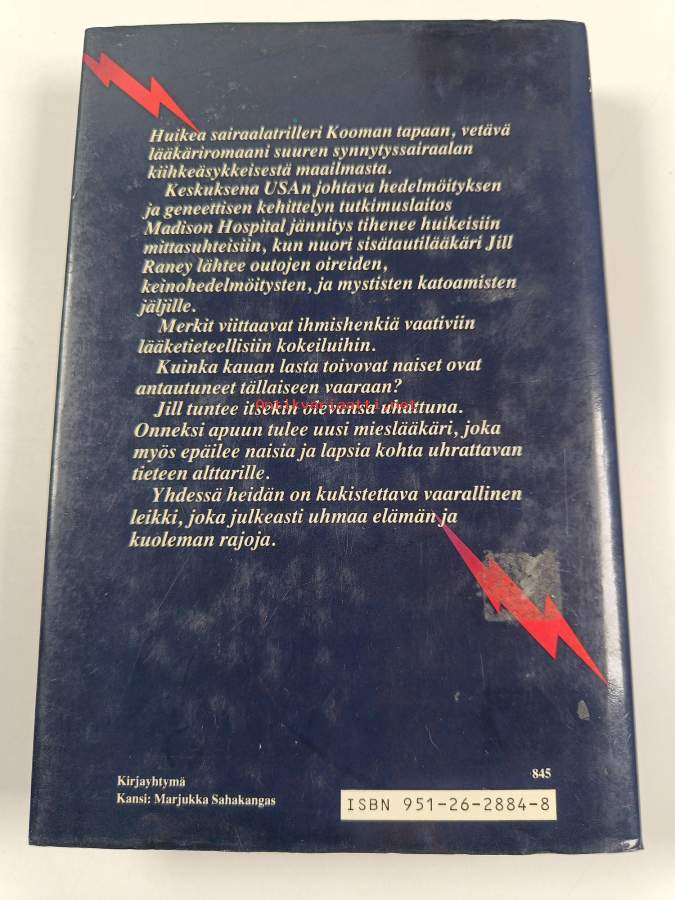 Huikea sairaalatrilleri Kooman tapaan, vetävä
lääkäriromaani suuren synnytyssairaalan
kiihkeäsykkeisestä maailmasta.
Keskuksena USAn johtava hedelmöityksen
ja geneettisen kehittelyn tutkimuslaitos
Madison Hospital jännitys tihenee huikeisiin
mittasuhteisiin, kun nuori sisätautilääkäri Jill
Raney lähtee outojen oireiden,
keinohedelmöitysten, ja mystisten katoamisten
jäljille.
Merkit viittaavat ihmishenkiä vaativiin
lääketieteellisiin kokeiluihin.
Kuinka kauan lasta toivovat naiset ovat
antautuneet tällaiseen vaaraan?
Antikvariaatti.net
Jill tuntee itsekin olevansa uhattuna.
Onneksi apuun tulee uusi mieslääkäri, joka
myös epäilee naisia ja lapsia kohta uhrattavan
tieteen alttarille.
Yhdessä heidän on kukistettava vaarallinen
leikki, joka julkeasti uhmaa elämän ja
kuoleman rajoja.
Kirjayhtymä
Kansi: Marjukka Sahakangas
845
ISBN 951-26-2884-8